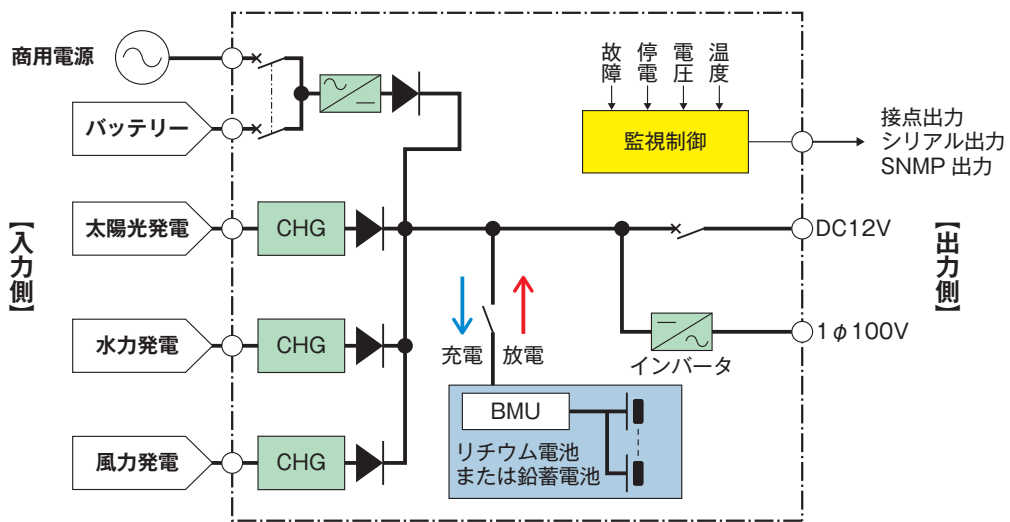 商用電源
バッテリー
太陽光発電
水力発電
風力発電
【入力側】
CHG
CHG
CHG
故障
停電
電圧
温度
監視制御
接点出力
シリアル出力
SNMP 出力
DC12V
1φ100V
【出力側】
インバータ
充電
放電
BMU
リチウム電池
または鉛蓄電池